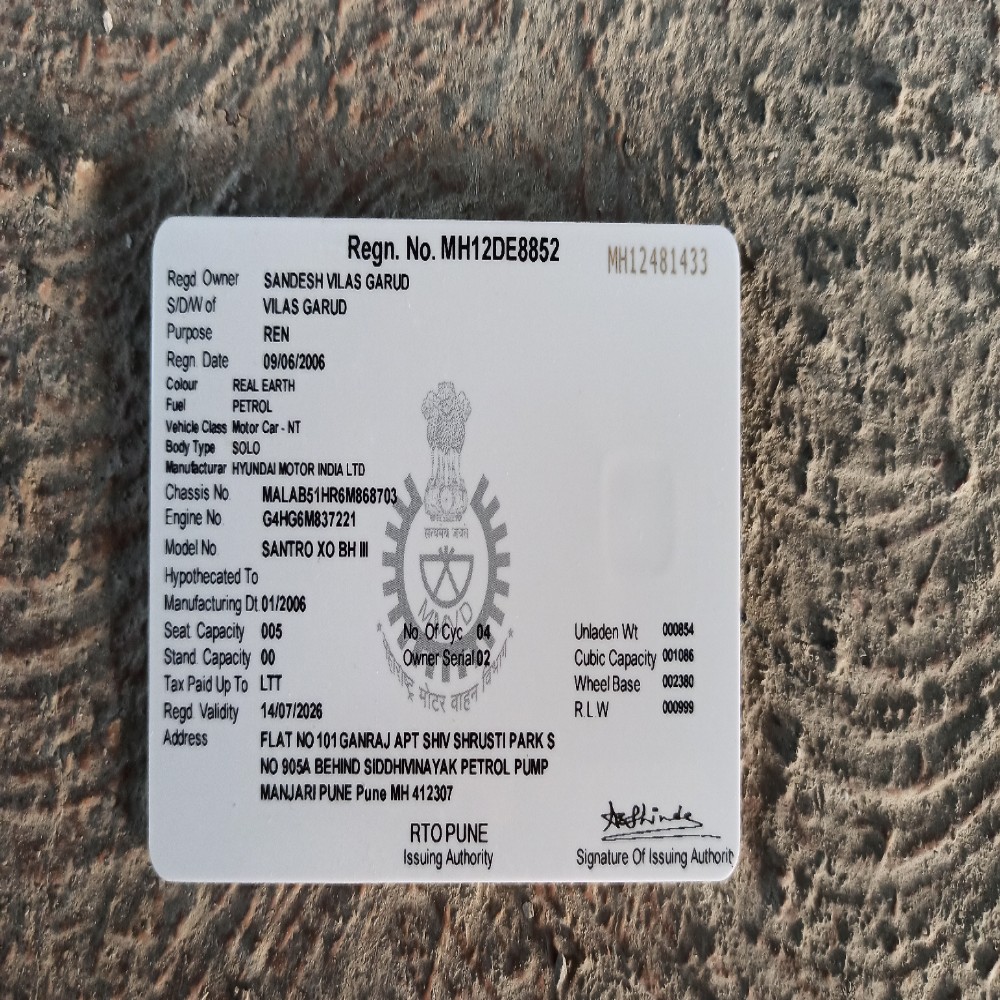 Regn. No. MH12DE8852
MH12481433
Regd. Owner SANDESH VILAS GARUD
S/D/W of VILAS GARUD
Purpose REN
Regn. Date 09/06/2006
Colour REAL EARTH
Fuel PETROL
Vehicle Class Motor Car - NT
Body Type SOLO
Manufacturar HYUNDAI MOTOR INDIA LTD
Chassis No MALAB51HR6M868703
Engine No G4HG6M837221
सत्यमेव जयते
Model No SANTRO XO BH III
Hypothecated To
Manufacturing Dt 01/2006
MMVD
Seat. Capacity 005 No. Of Cyc 04 Unladen Wt 000854
Stand. Capacity 00 Owner Serial 02 Cubic Capacity 001086
Tax Paid Up To LTT Wheel Base 002380
महाराष्ट्र मोटर वाहन विभाग
Regd. Validity 14/07/2026 R.L.W 000999
Address FLAT NO 101 GANRAJ APT SHIV SHRUSTI PARK S
NO 905A BEHIND SIDDHIVINAYAK PETROL PUMP
MANJARI PUNE Pune MH 412307
RTO PUNE
Issuing Authority
AShinde
Signature Of Issuing Authorit